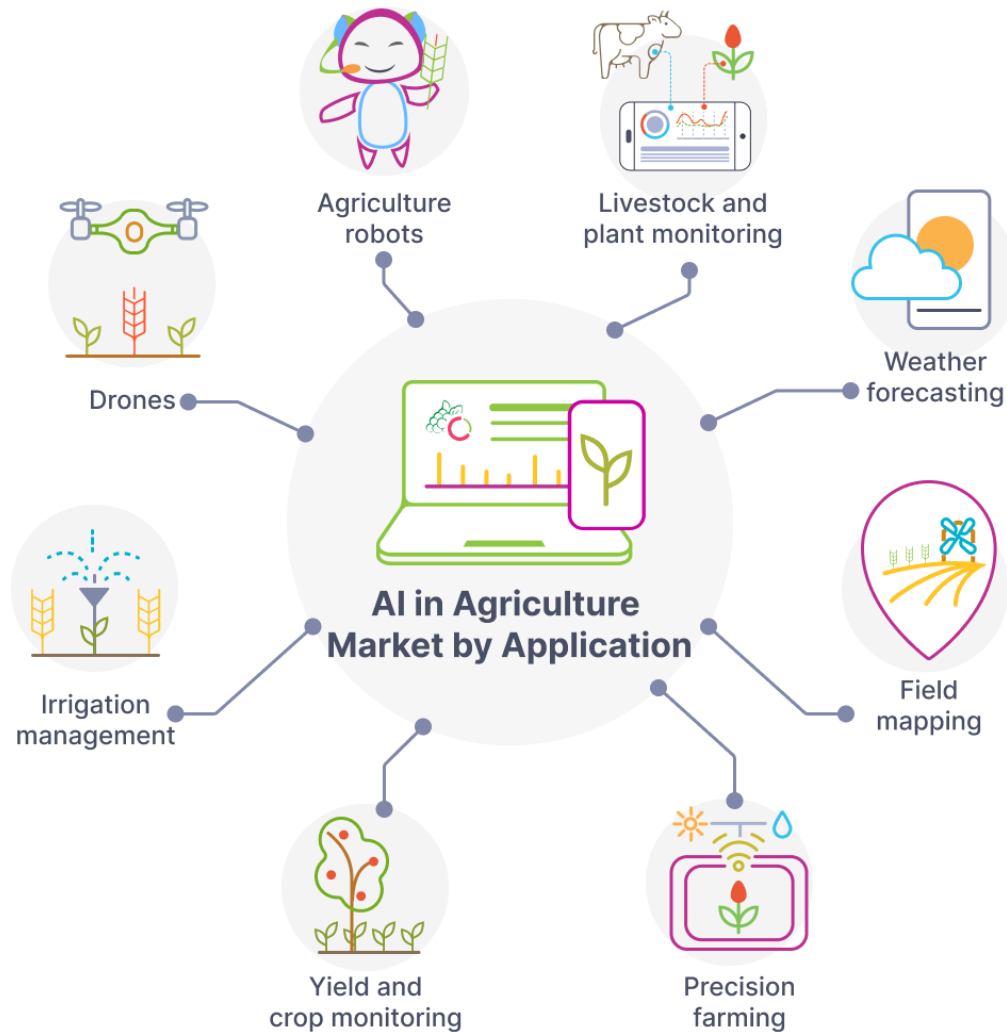 Agriculture
robots
Livestock and
plant monitoring
Weather
forecasting
Drones
AI in Agriculture
Market by Application
Irrigation
management
Field
mapping
Yield and
crop monitoring
Precision
farming